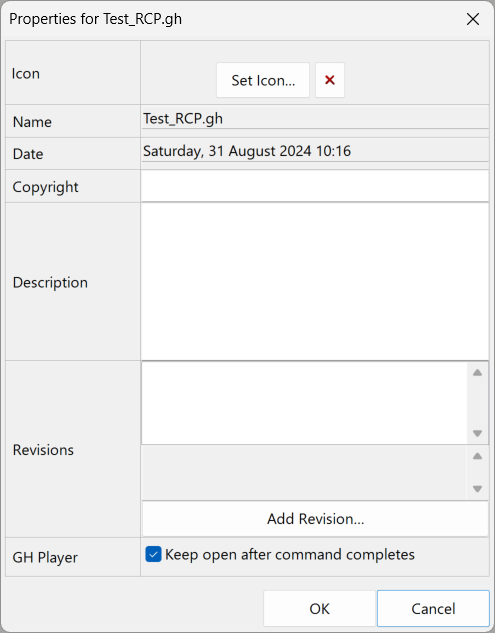 Properties for Test_RCP.gh
Icon
Set Icon...
Name
Test_RCP.gh
Date
Saturday, 31 August 2024 10:16
Copyright
Description
Revisions
Add Revision...
GH Player
Keep open after command completes
OK
Cancel